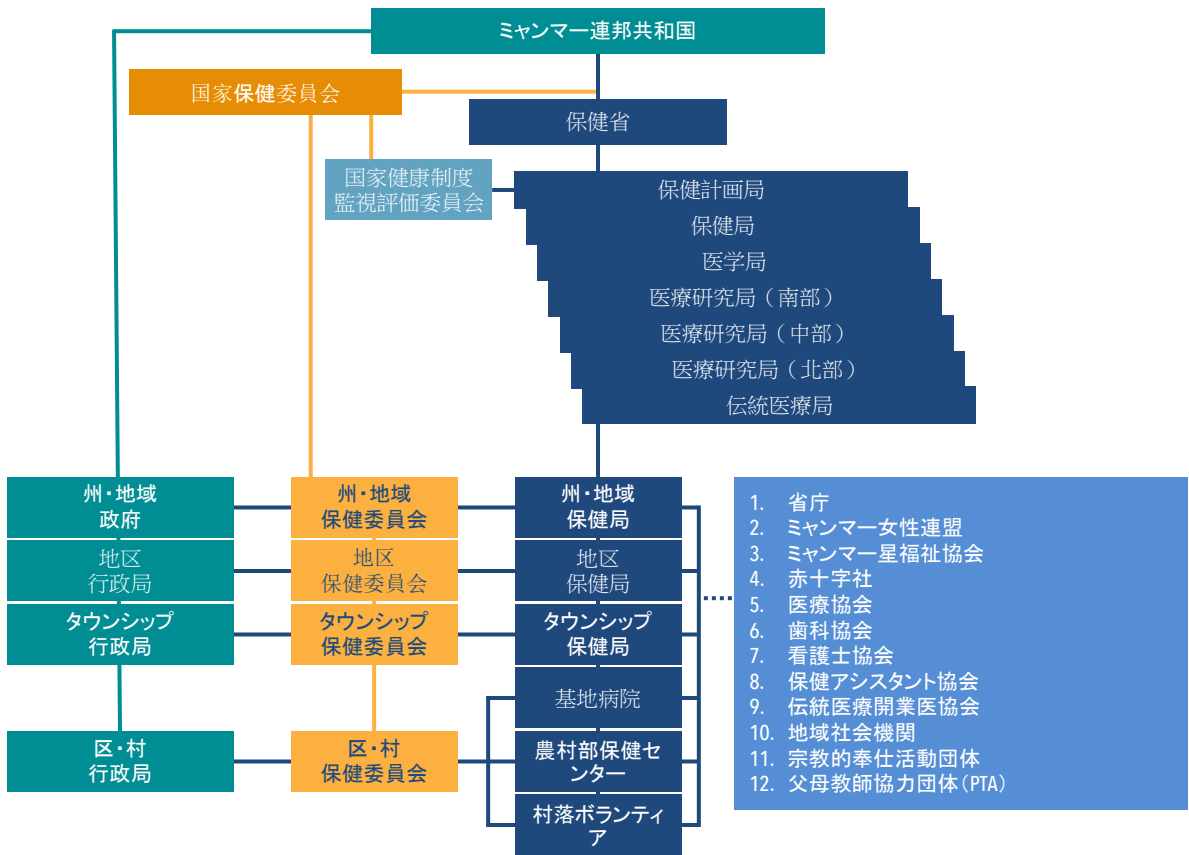 ミャンマー連邦共和国
国家保健委員会
保健省
国家健康制度
監視評価委員会
保健計画局
保健局
医学局
医療研究局（南部）
医療研究局（中部）
医療研究局（北部）
伝統医療局
州・地域
政府
州・地域
保健委員会
州・地域
保健局
地区
行政局
地区
保健委員会
地区
保健局
タウンシップ
行政局
タウンシップ
保健委員会
タウンシップ
保健局
基地病院
区・村
行政局
区・村
保健委員会
農村部保健セ
ンター
村落ボランティ
ア
1. 省庁
2. ミャンマー女性連盟
3. ミャンマー星福祉協会
4. 赤十字社
5. 医療協会
6. 歯科協会
7. 看護士協会
8. 保健アシスタント協会
9. 伝統医療開業医協会
10. 地域社会機関
11. 宗教的奉仕活動団体
12. 父母教師協力団体(PTA)